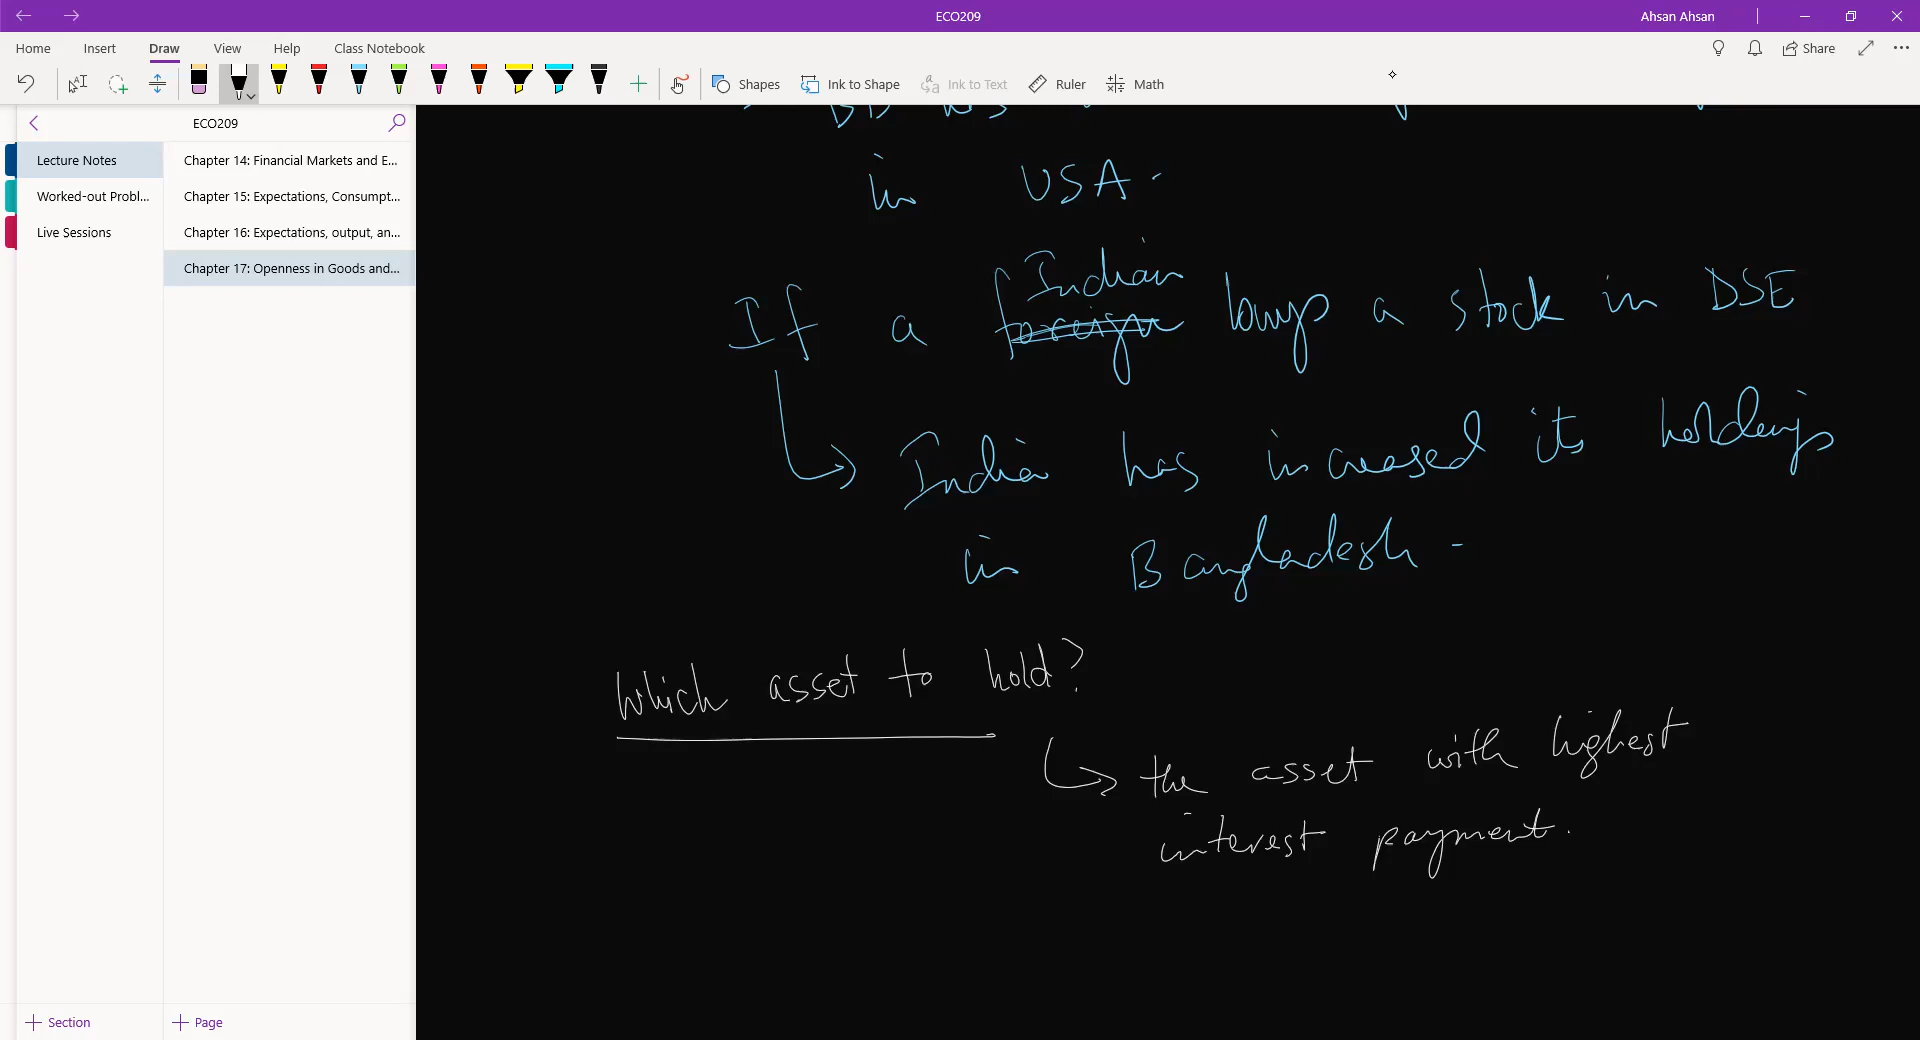 ECO209
Ahsan Ahsan
Home Insert Draw View Help Class Notebook
Share
Shapes Ink to Shape Ink to Text Ruler Math
ECO209
Lecture Notes
Worked-out Probl...
Live Sessions
Chapter 14: Financial Markets and E...
Chapter 15: Expectations, Consumpt...
Chapter 16: Expectations, output, an...
Chapter 17: Openness in Goods and...
in USA.
Indian
If a foreign buys a stock in DSE
India has increased its holdings
in Bangladesh -
Which asset to hold?
the asset with highest
interest payment.
Section
Page